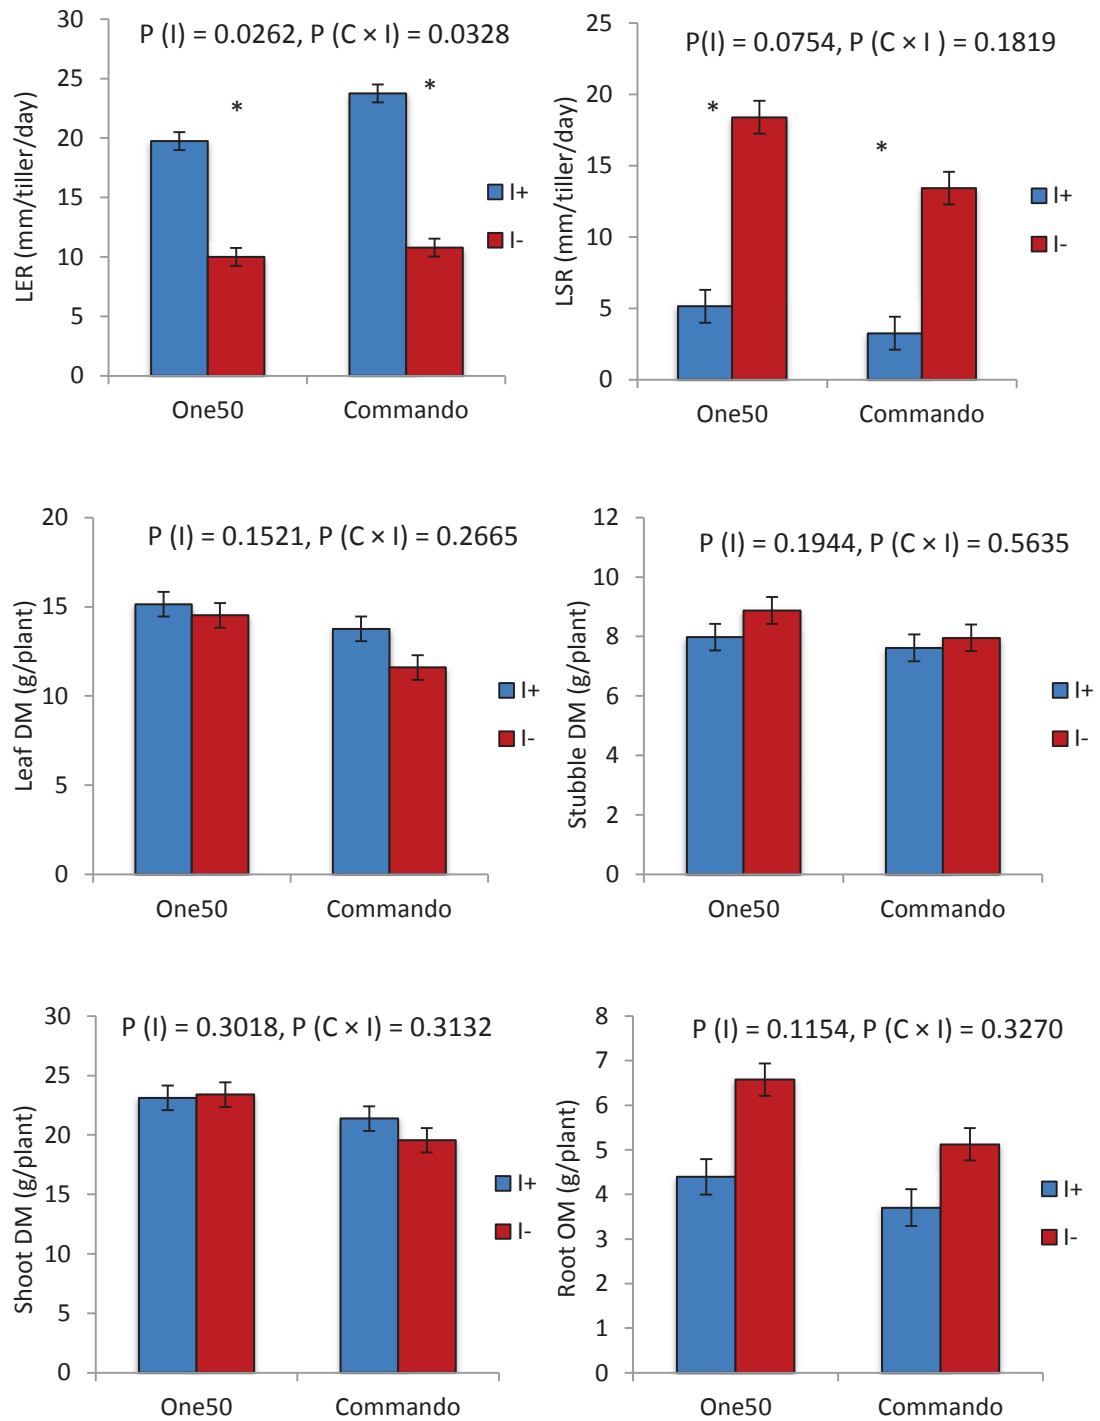 P (I) = 0.0262, P (C × I) = 0.0328
LER (mm/tiller/day)
30
25
20
15
10
5
0
*
*
I+
I-
One50
Commando
P(I) = 0.0754, P (C × I ) = 0.1819
LSR (mm/tiller/day)
25
20
15
10
5
0
*
*
I+
I-
One50
Commando
P (I) = 0.1521, P (C × I) = 0.2665
Leaf DM (g/plant)
20
15
10
5
0
I+
I-
One50
Commando
P (I) = 0.1944, P (C × I) = 0.5635
Stubble DM (g/plant)
12
10
8
6
4
2
0
I+
I-
One50
Commando
P (I) = 0.3018, P (C × I) = 0.3132
Shoot DM (g/plant)
30
25
20
15
10
5
0
I+
I-
One50
Commando
P (I) = 0.1154, P (C × I) = 0.3270
Root OM (g/plant)
8
7
6
5
4
3
2
1
0
I+
I-
One50
Commando